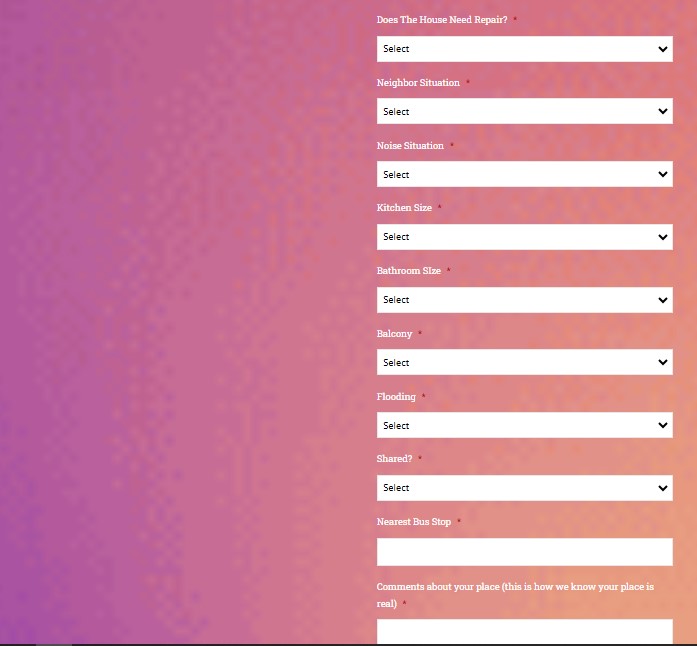 Does The House Need Repair? *
Select
Neighbor Situation *
Select
Noise Situation *
Select
Kitchen Size *
Select
Bathroom SIze *
Select
Balcony *
Select
Flooding *
Select
Shared? *
Select
Nearest Bus Stop *
Comments about your place (this is how we know your place is
real) *